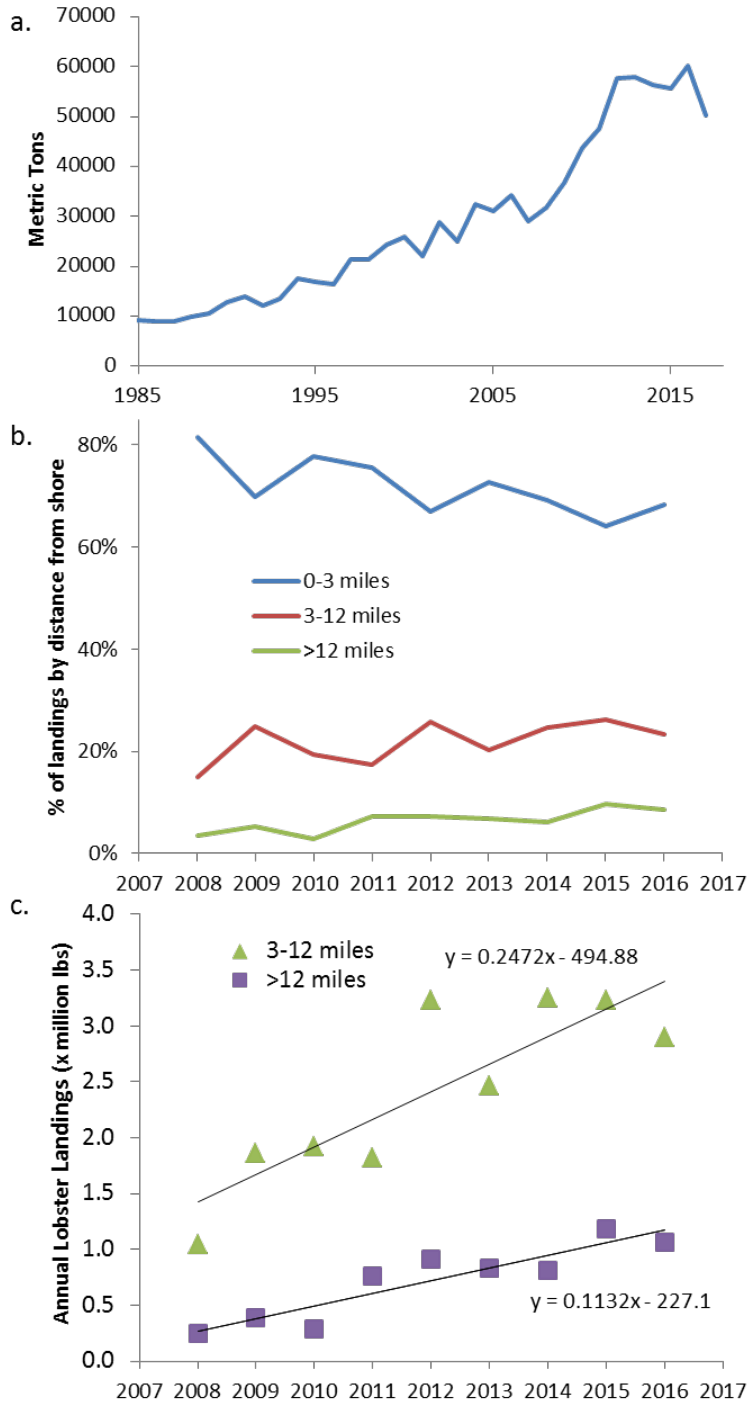 a.
Metric Tons
70000
60000
50000
40000
30000
20000
10000
0
1985 1995 2005 2015
b.
% of landings by distance from shore
80%
60%
40%
20%
0%
0-3 miles
3-12 miles
>12 miles
2007 2008 2009 2010 2011 2012 2013 2014 2015 2016 2017
c.
Annual Lobster Landings (x million lbs)
4.0
3.5
3.0
2.5
2.0
1.5
1.0
0.5
0.0
3-12 miles
>12 miles
y = 0.2472x - 494.88
y = 0.1132x - 227.1
2007 2008 2009 2010 2011 2012 2013 2014 2015 2016 2017